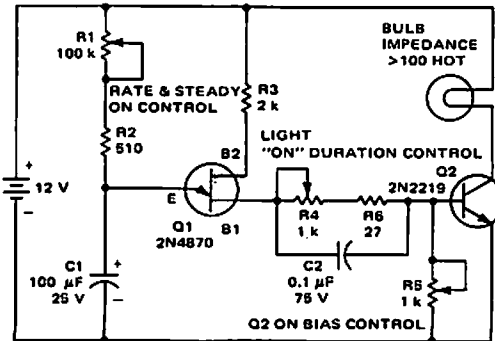 R1
100 k
BULB
IMPEDANCE
>100 HOT
RATE & STEADY
ON CONTROL
R3
2 k
R2
510
LIGHT
"ON" DURATION CONTROL
+
12 V
−
B2
E
Q1
2N4870
B1
R4
1 k
R6
27
Q2
2N2219
C1
100 µF
25 V
+
−
C2
0.1 µF
75 V
R5
1 k
Q2 ON BIAS CONTROL